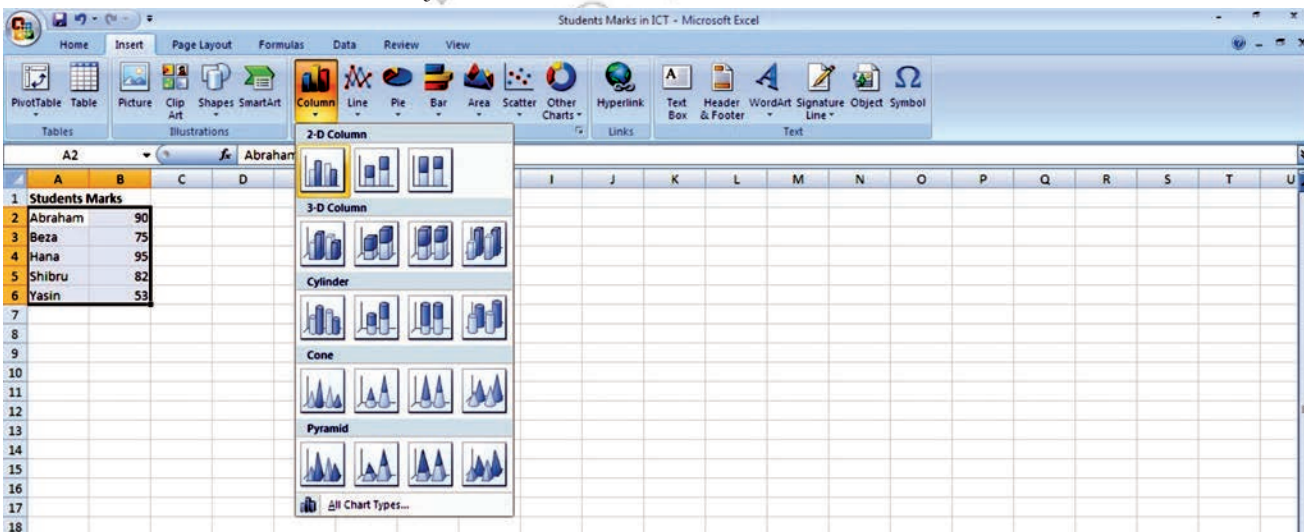 Students Marks in ICT - Microsoft Excel
Home Insert Page Layout Formulas Data Review View
PivotTable Table Picture Clip Art Shapes SmartArt Column Line Pie Bar Area Scatter Other Charts Hyperlink Text Box Header & Footer WordArt Signature Line Object Symbol
Tables Illustrations Links Text
A2 fx Abraham
2-D Column
3-D Column
Cylinder
Cone
Pyramid
All Chart Types...
A B C D I J K L M N O P Q R S T U
1 Students Marks
2 Abraham 90
3 Beza 75
4 Hana 95
5 Shibru 82
6 Yasin 53
7
8
9
10
11
12
13
14
15
16
17
18